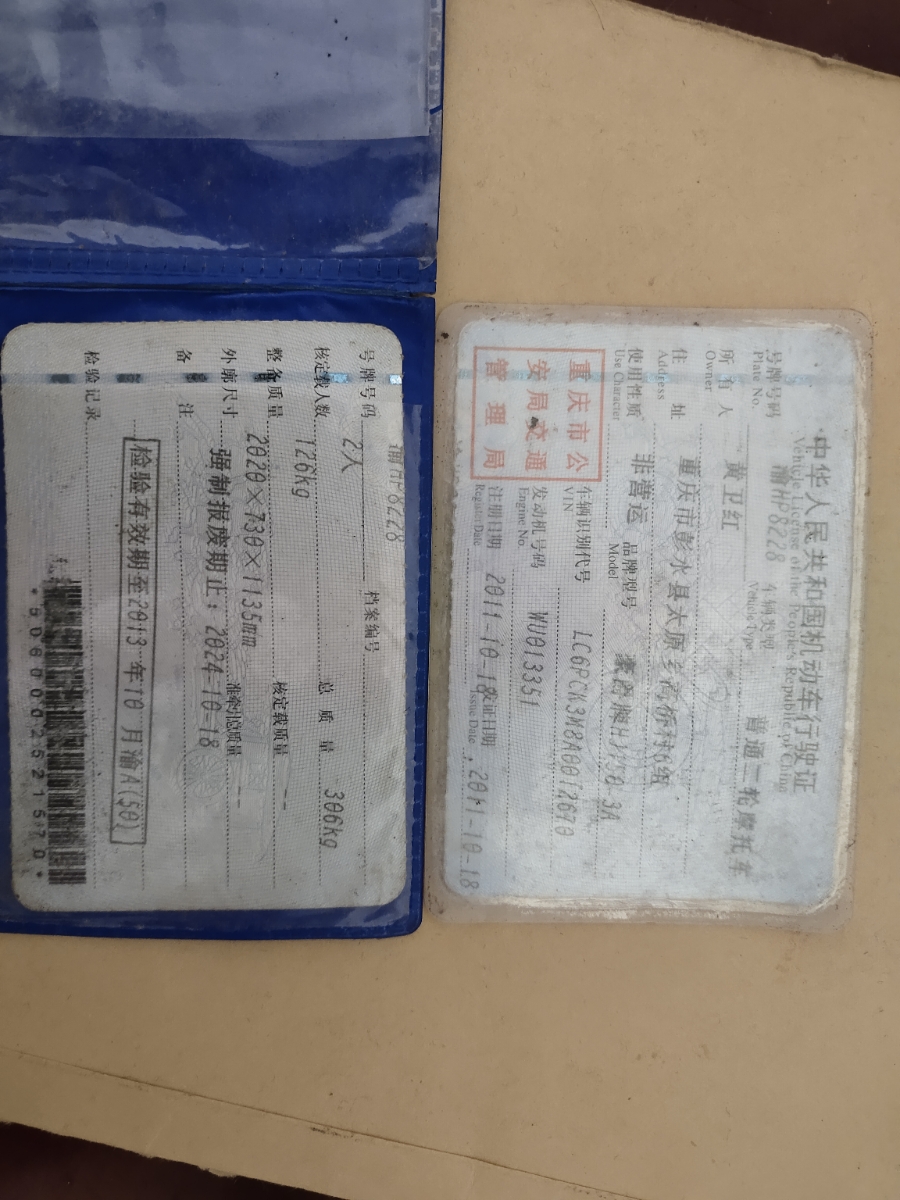 中华人民共和国机动车行驶证
Vehicle License of the People's Republic of China
号牌号码 渝HP8228 车辆类型 普通二轮摩托车
Plate No. Vehicle Type
所有人 黄卫红
Owner
住址 重庆市彭水县太原乡高桥村6组
Address
使用性质 非营运 品牌型号
Use Character Model
重庆市公
安局交通
管理局
车辆识别代号
VIN
发动机号码 WU013351
Engine No.
注册日期 2011-10-18 发证日期 2011-10-18
Register Date Issue Date
号牌号码 渝HP8228 档案编号
核定载人数 2人 总质量 306kg
整备质量 126kg 核定载质量 --
外廓尺寸 2020×730×1135mm 准牵引总质量 --
备注 强制报废期止：2024-10-18
检验记录
检验有效期至2013年10月渝A(50)